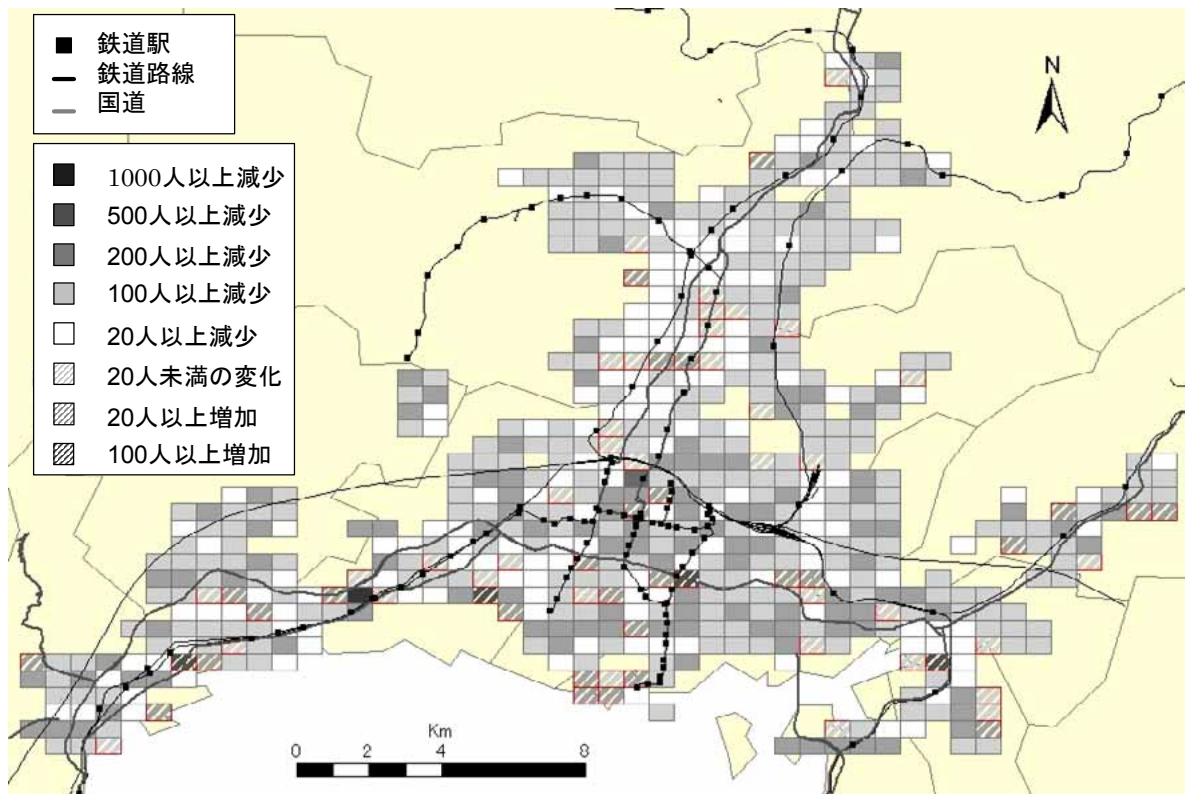 鉄道駅
鉄道路線
国道
N
1000人以上減少
500人以上減少
200人以上減少
100人以上減少
20人以上減少
20人未満の変化
20人以上増加
100人以上増加
Km
0 2 4 8